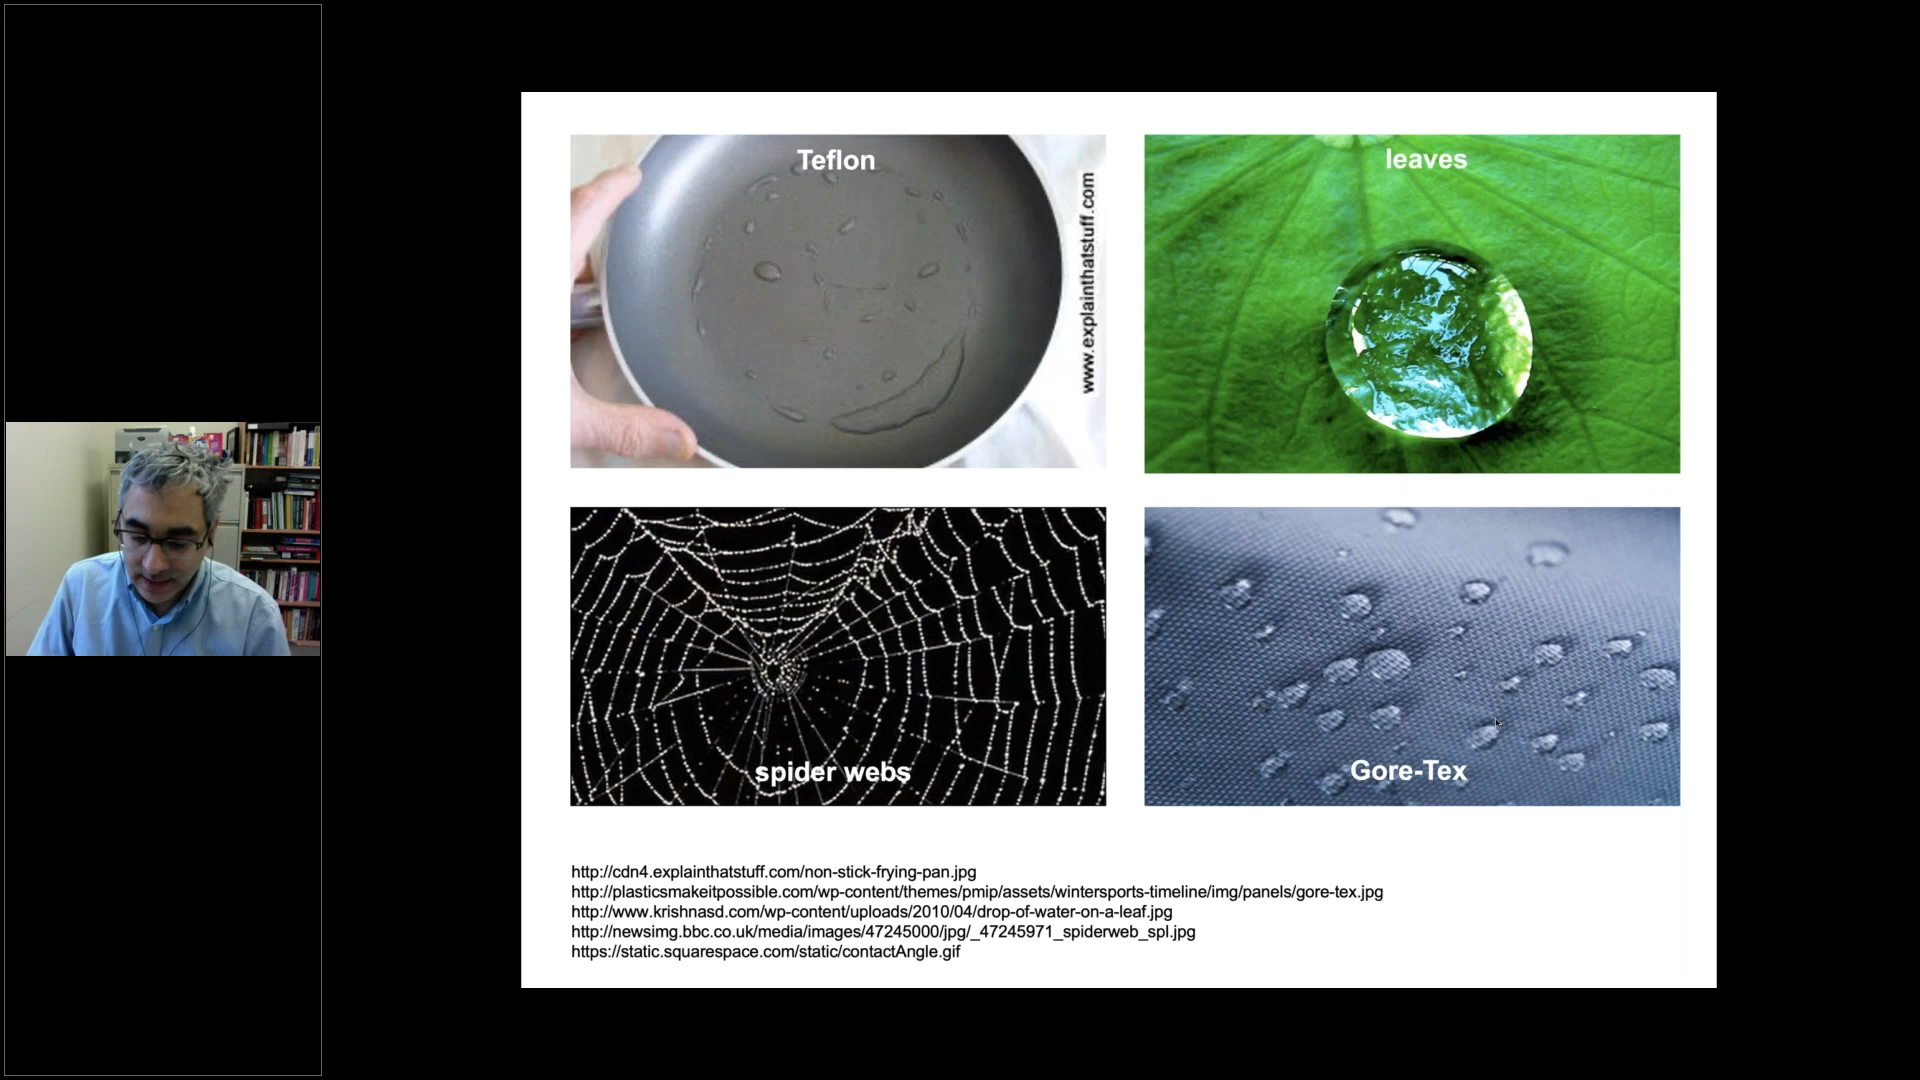 Teflon
www.explainthatstuff.com
leaves
spider webs
Gore-Tex
http://cdn4.explainthatstuff.com/non-stick-frying-pan.jpg
http://plasticsmakeitpossible.com/wp-content/themes/pmip/assets/wintersports-timeline/img/panels/gore-tex.jpg
http://www.krishnasd.com/wp-content/uploads/2010/04/drop-of-water-on-a-leaf.jpg
http://newsimg.bbc.co.uk/media/images/47245000/jpg/_47245971_spiderweb_spl.jpg
https://static.squarespace.com/static/contactAngle.gif